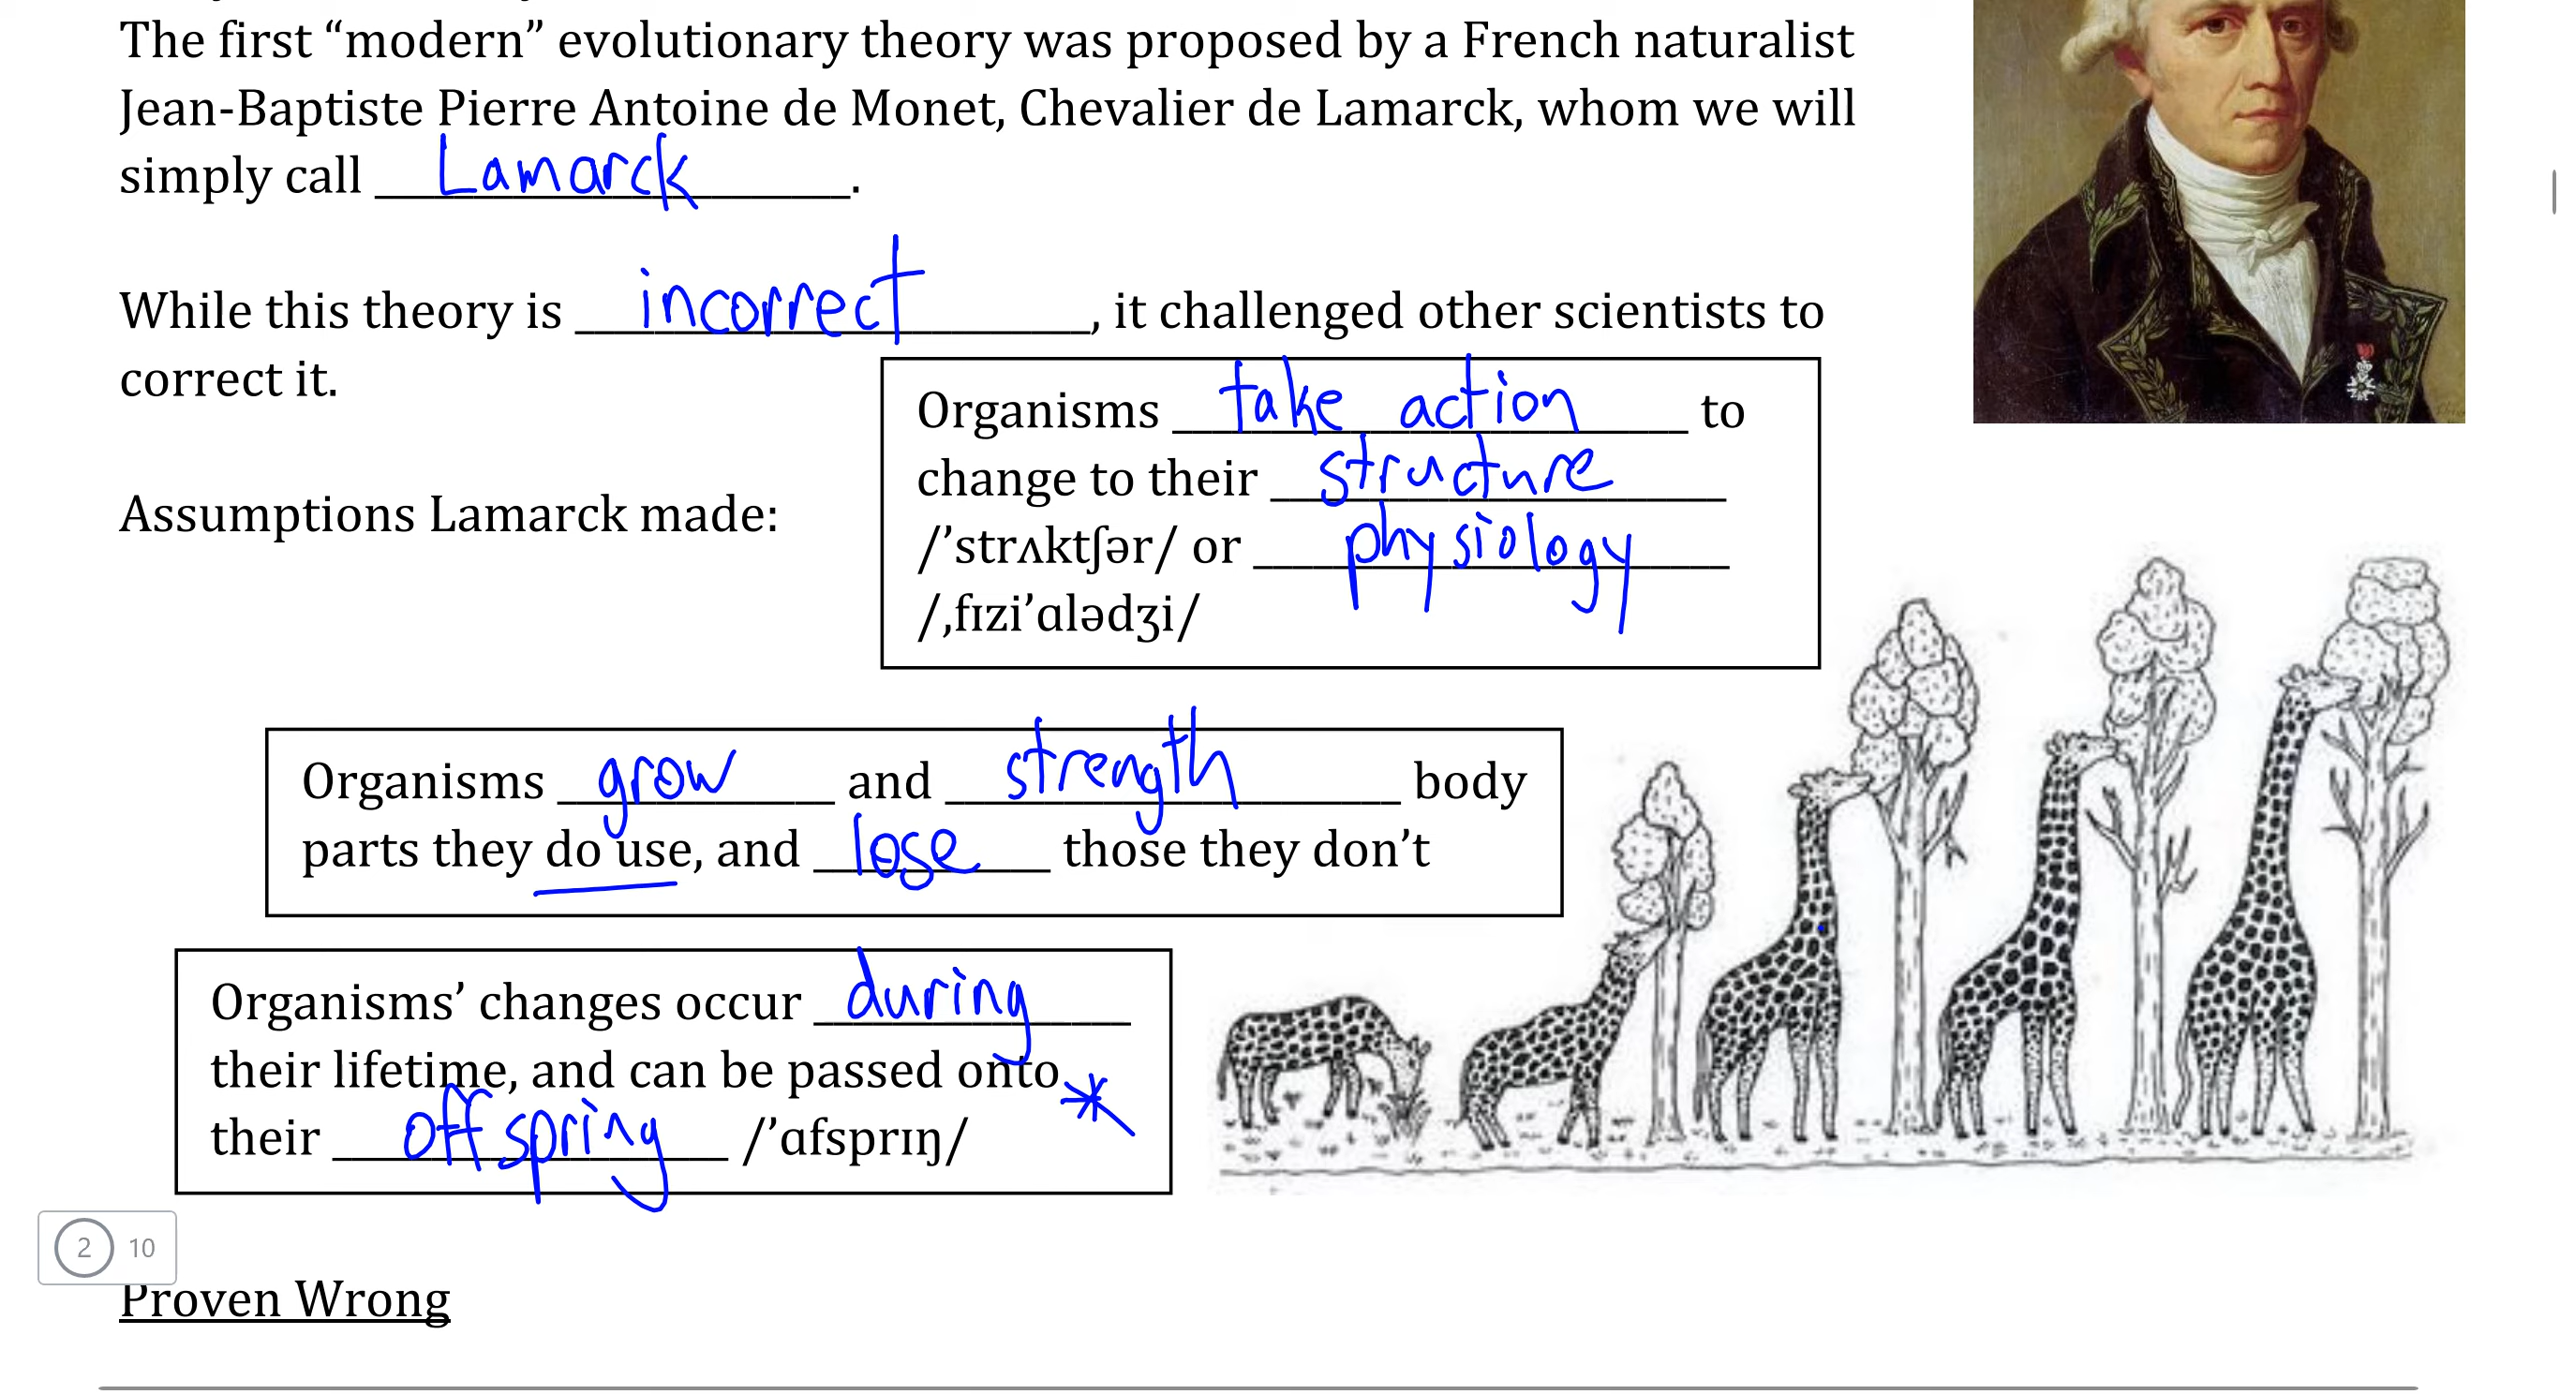 The first “modern” evolutionary theory was proposed by a French naturalist
Jean-Baptiste Pierre Antoine de Monet, Chevalier de Lamarck, whom we will
simply call Lamarck.
While this theory is incorrect, it challenged other scientists to
correct it.
Organisms take action to
change to their structure
/’strʌktʃər/ or physiology
/,fɪzi’ɑlədʒi/
Assumptions Lamarck made:
Organisms grow and strength body
parts they do use, and lose those they don’t
Organisms’ changes occur during
their lifetime, and can be passed onto *
their offspring /’ɑfsprɪŋ/
2 10
Proven Wrong